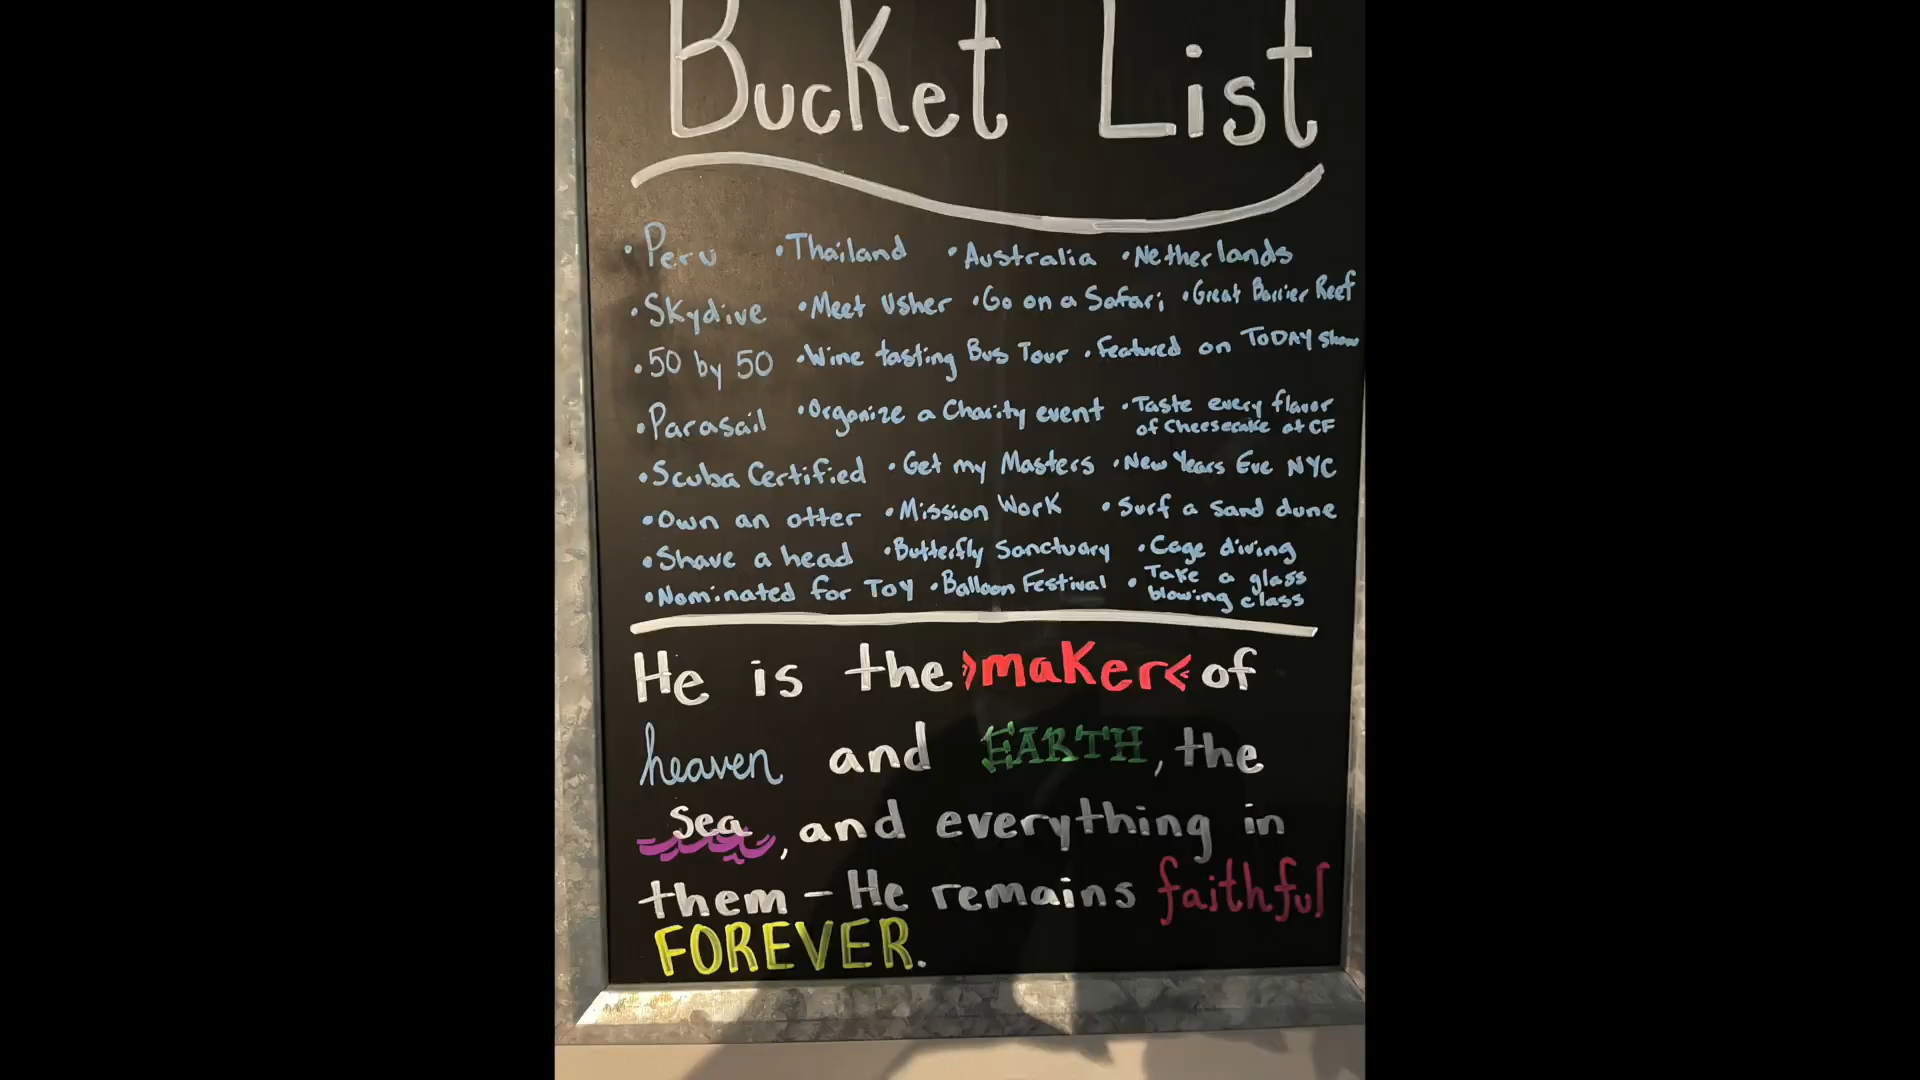 Bucket List
• Peru • Thailand • Australia • Netherlands
• Skydive • Meet Usher • Go on a Safari • Great Barrier Reef
• 50 by 50 • Wine tasting Bus Tour • Featured on TODAY show
• Parasail • Organize a Charity event • Taste every flavor of Cheesecake at CF
• Scuba Certified • Get my Masters • New Years Eve NYC
• Own an otter • Mission Work • Surf a sand dune
• Shave a head • Butterfly Sanctuary • Cage diving
• Nominated for TOY • Balloon Festival • Take a glass blowing class
He is the maker of
heaven and EARTH, the
sea, and everything in
them – He remains faithful
FOREVER.